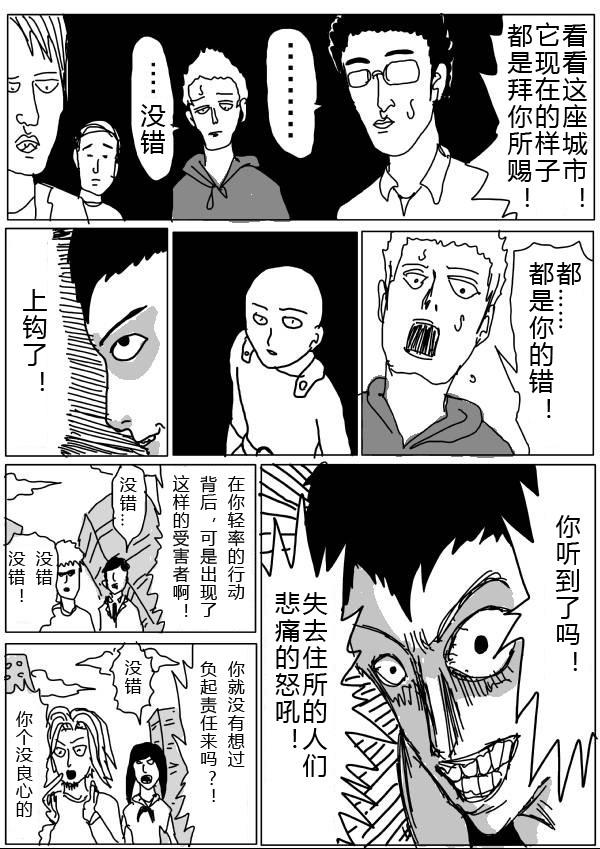 看看这座城市！
它现在的样子
都是拜你所赐！
……
……
没错
都……
都是你的错！
上钩了！
你听到了吗！
失去住所的人们
悲痛的怒吼！
在你轻率的行动
背后，可是出现了
这样的受害者啊！
没错…
没错
没错！
你就没有想过
负起责任来吗？！
没错
你个没良心的